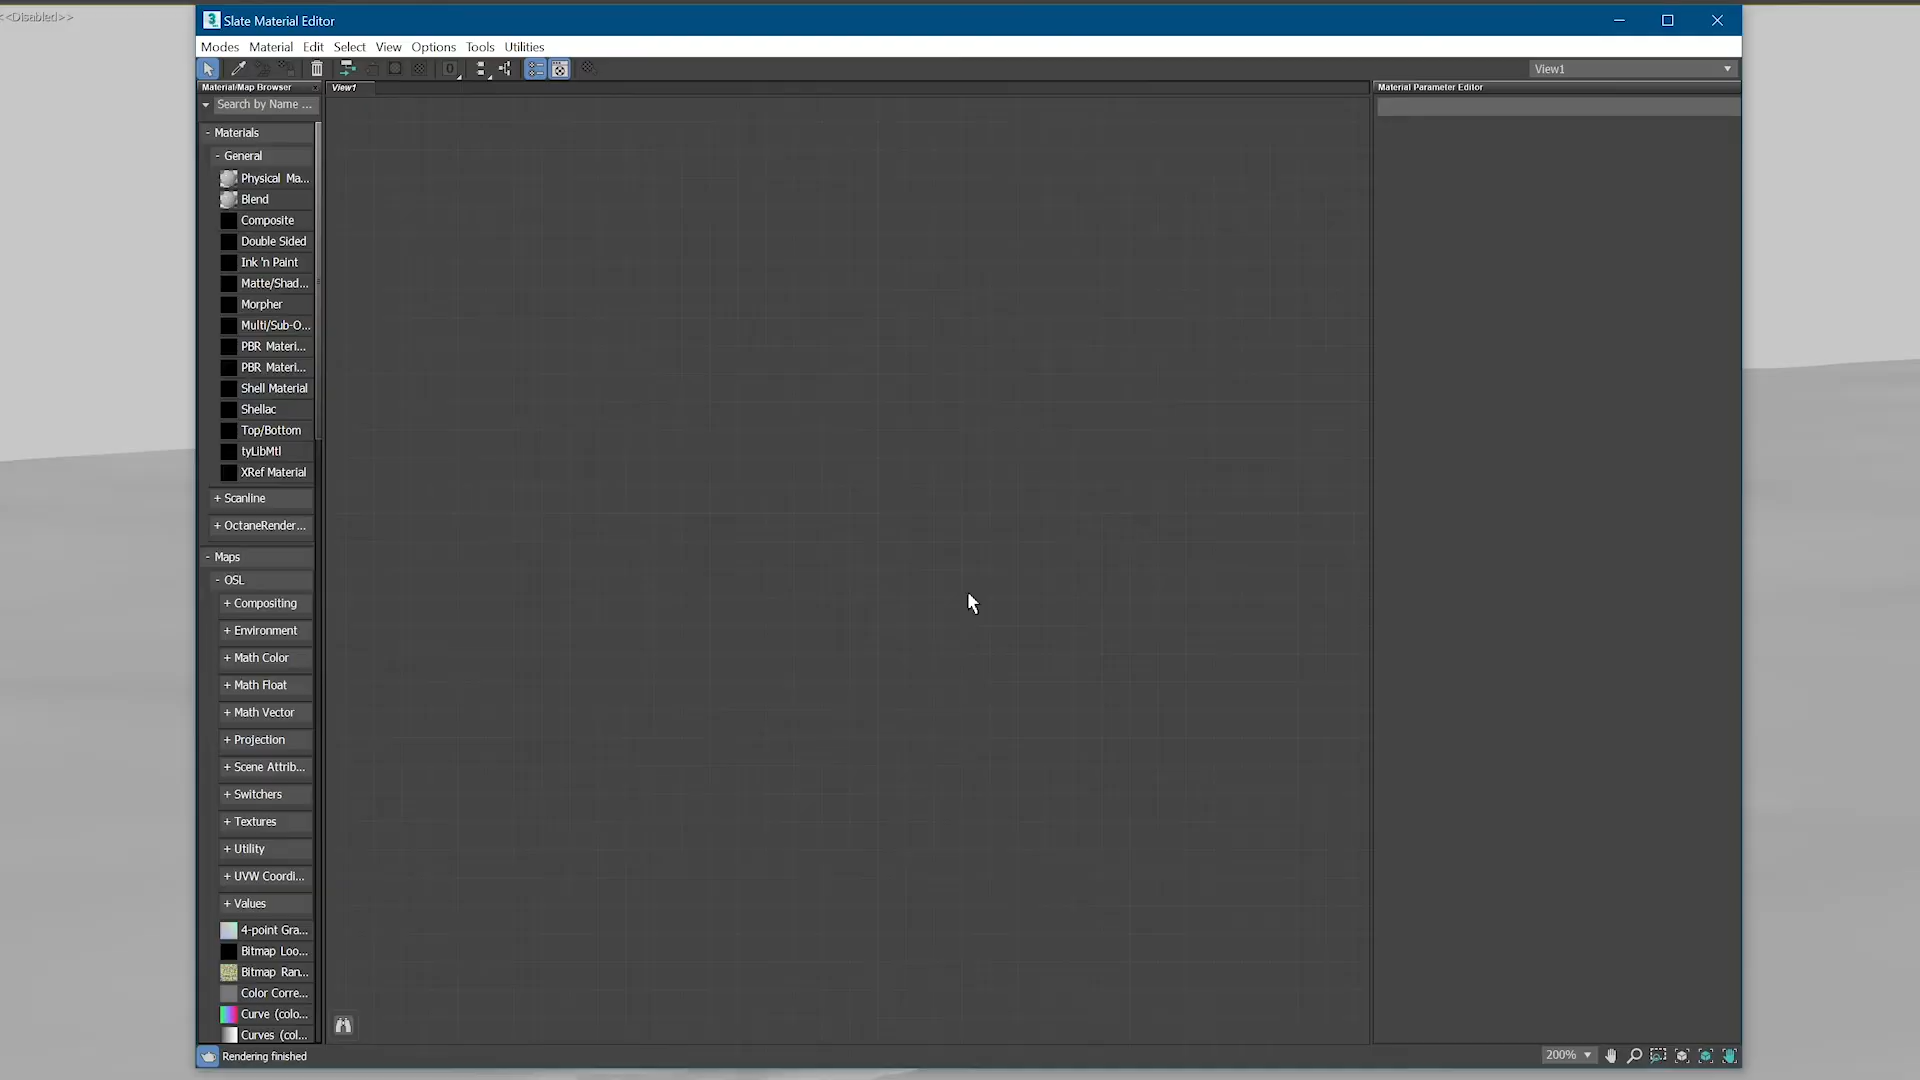 <<Disabled>>
Slate Material Editor
Modes Material Edit Select View Options Tools Utilities
0
View1
Material/Map Browser x
View1
Material Parameter Editor
Search by Name ...
- Materials
- General
Physical Ma...
Blend
Composite
Double Sided
Ink 'n Paint
Matte/Shad...
Morpher
Multi/Sub-O...
PBR Materi...
PBR Materi...
Shell Material
Shellac
Top/Bottom
tyLibMtl
XRef Material
+ Scanline
+ OctaneRender...
- Maps
- OSL
+ Compositing
+ Environment
+ Math Color
+ Math Float
+ Math Vector
+ Projection
+ Scene Attrib...
+ Switchers
+ Textures
+ Utility
+ UVW Coordi...
+ Values
4-point Gra...
Bitmap Loo...
Bitmap Ran...
Color Corre...
Curve (colo...
Curves (col...
Rendering finished
200%